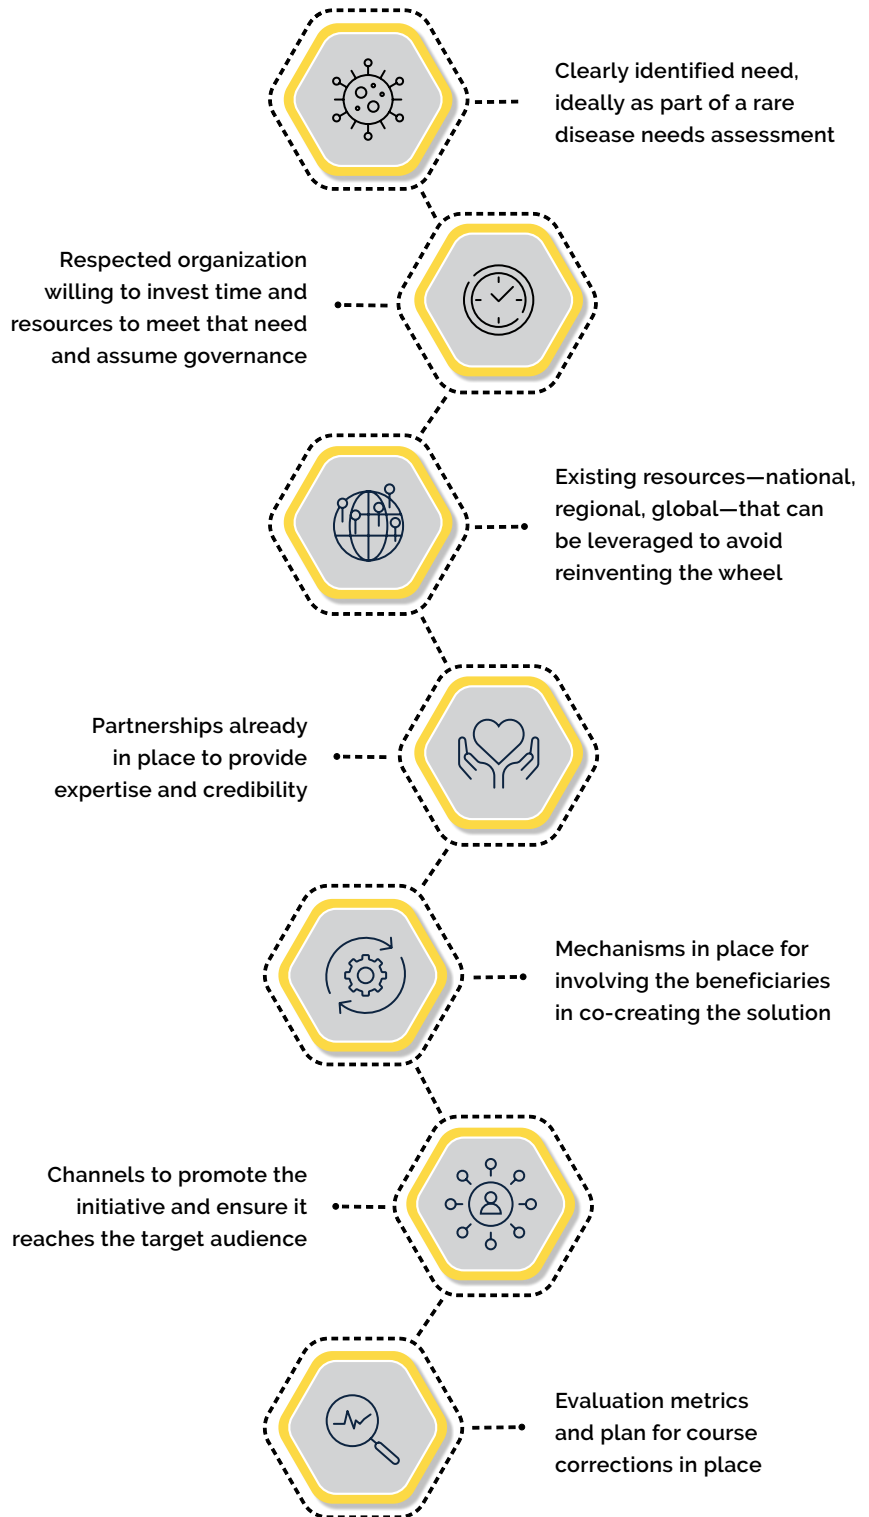 Clearly identified need,
ideally as part of a rare
disease needs assessment
Respected organization
willing to invest time and
resources to meet that need
and assume governance
Existing resources—national,
regional, global—that can
be leveraged to avoid
reinventing the wheel
Partnerships already
in place to provide
expertise and credibility
Mechanisms in place for
involving the beneficiaries
in co-creating the solution
Channels to promote the
initiative and ensure it
reaches the target audience
Evaluation metrics
and plan for course
corrections in place